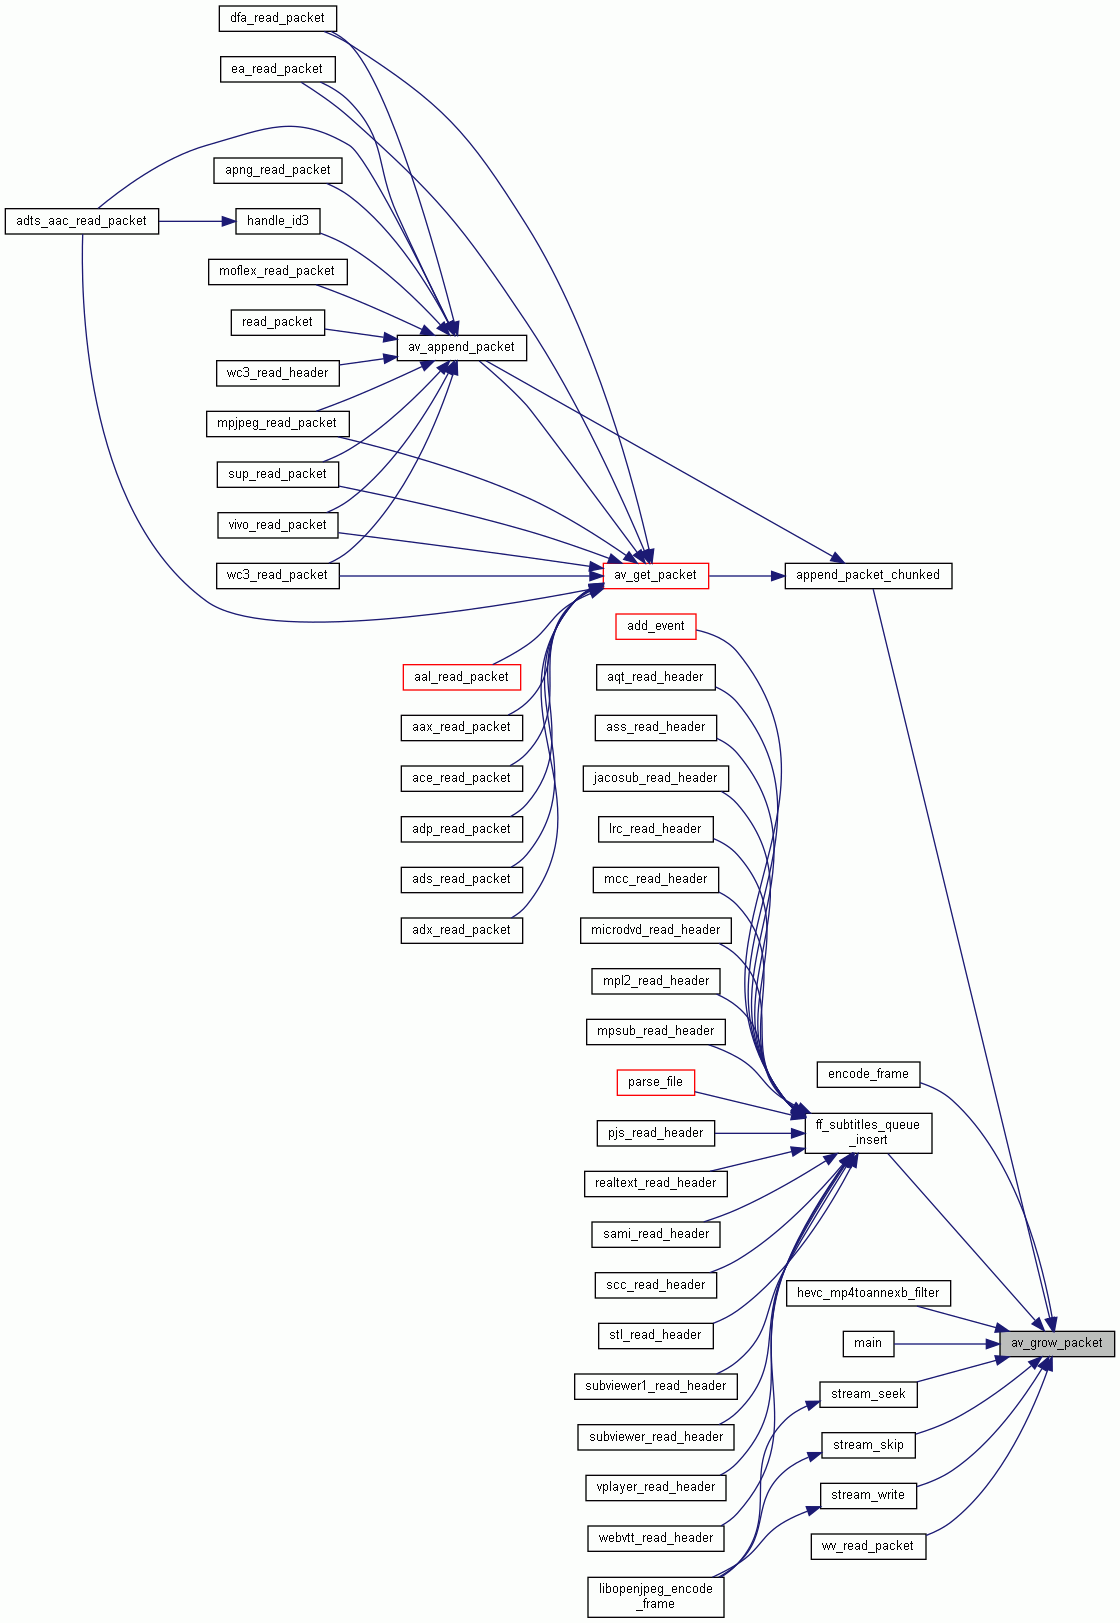 dfa_read_packet
ea_read_packet
apng_read_packet
adts_aac_read_packet
handle_id3
moflex_read_packet
read_packet
av_append_packet
wc3_read_header
mpjpeg_read_packet
sup_read_packet
vivo_read_packet
wc3_read_packet
av_get_packet
append_packet_chunked
add_event
aal_read_packet
aqt_read_header
aax_read_packet
ass_read_header
ace_read_packet
jacosub_read_header
adp_read_packet
lrc_read_header
ads_read_packet
mcc_read_header
adx_read_packet
microdvd_read_header
mpl2_read_header
mpsub_read_header
encode_frame
parse_file
ff_subtitles_queue
_insert
pjs_read_header
realtext_read_header
sami_read_header
scc_read_header
hevc_mp4toannexb_filter
stl_read_header
main
av_grow_packet
subviewer1_read_header
stream_seek
subviewer_read_header
stream_skip
vplayer_read_header
stream_write
webvtt_read_header
wv_read_packet
libopenjpeg_encode
_frame